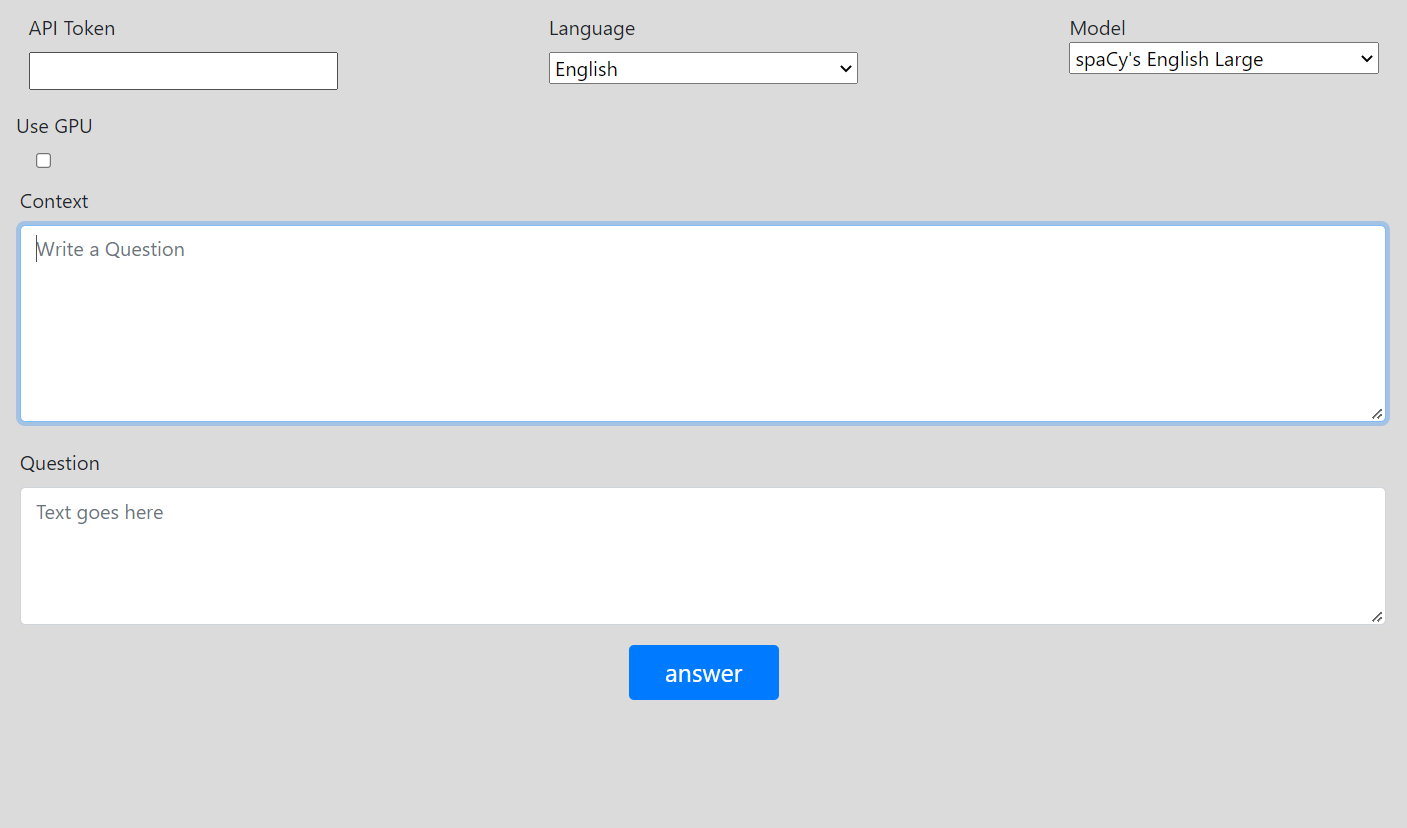 API Token
Language
Model
English
spaCy's English Large
Use GPU
Context
Write a Question
Question
Text goes here
answer